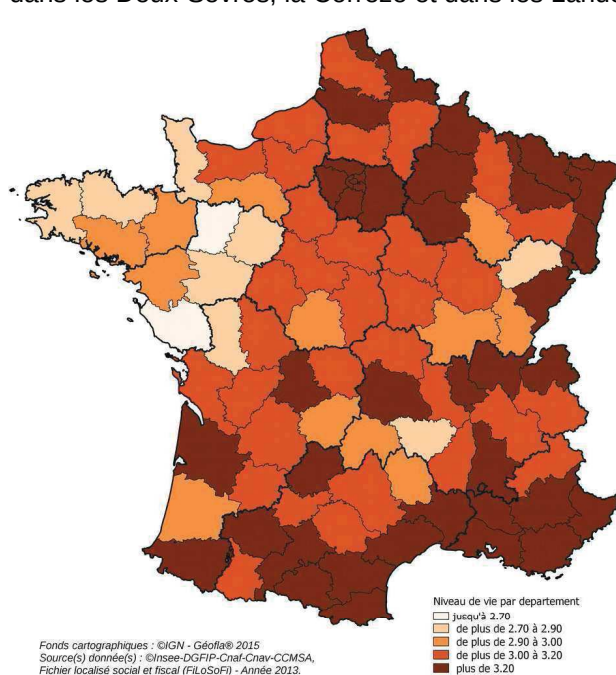 dans les Deux-Sèvres, la Corrèze et dans les Lande
Niveau de vie par departement
jusqu'à 2.70
de plus de 2.70 à 2.90
de plus de 2.90 à 3.00
de plus de 3.00 à 3.20
plus de 3.20
Fonds cartographiques : ©IGN - Géofla® 2015
Source(s) donnée(s) : ©Insee-DGFIP-Cnaf-Cnav-CCMSA,
Fichier localisé social et fiscal (FiLoSoFi) - Année 2013.